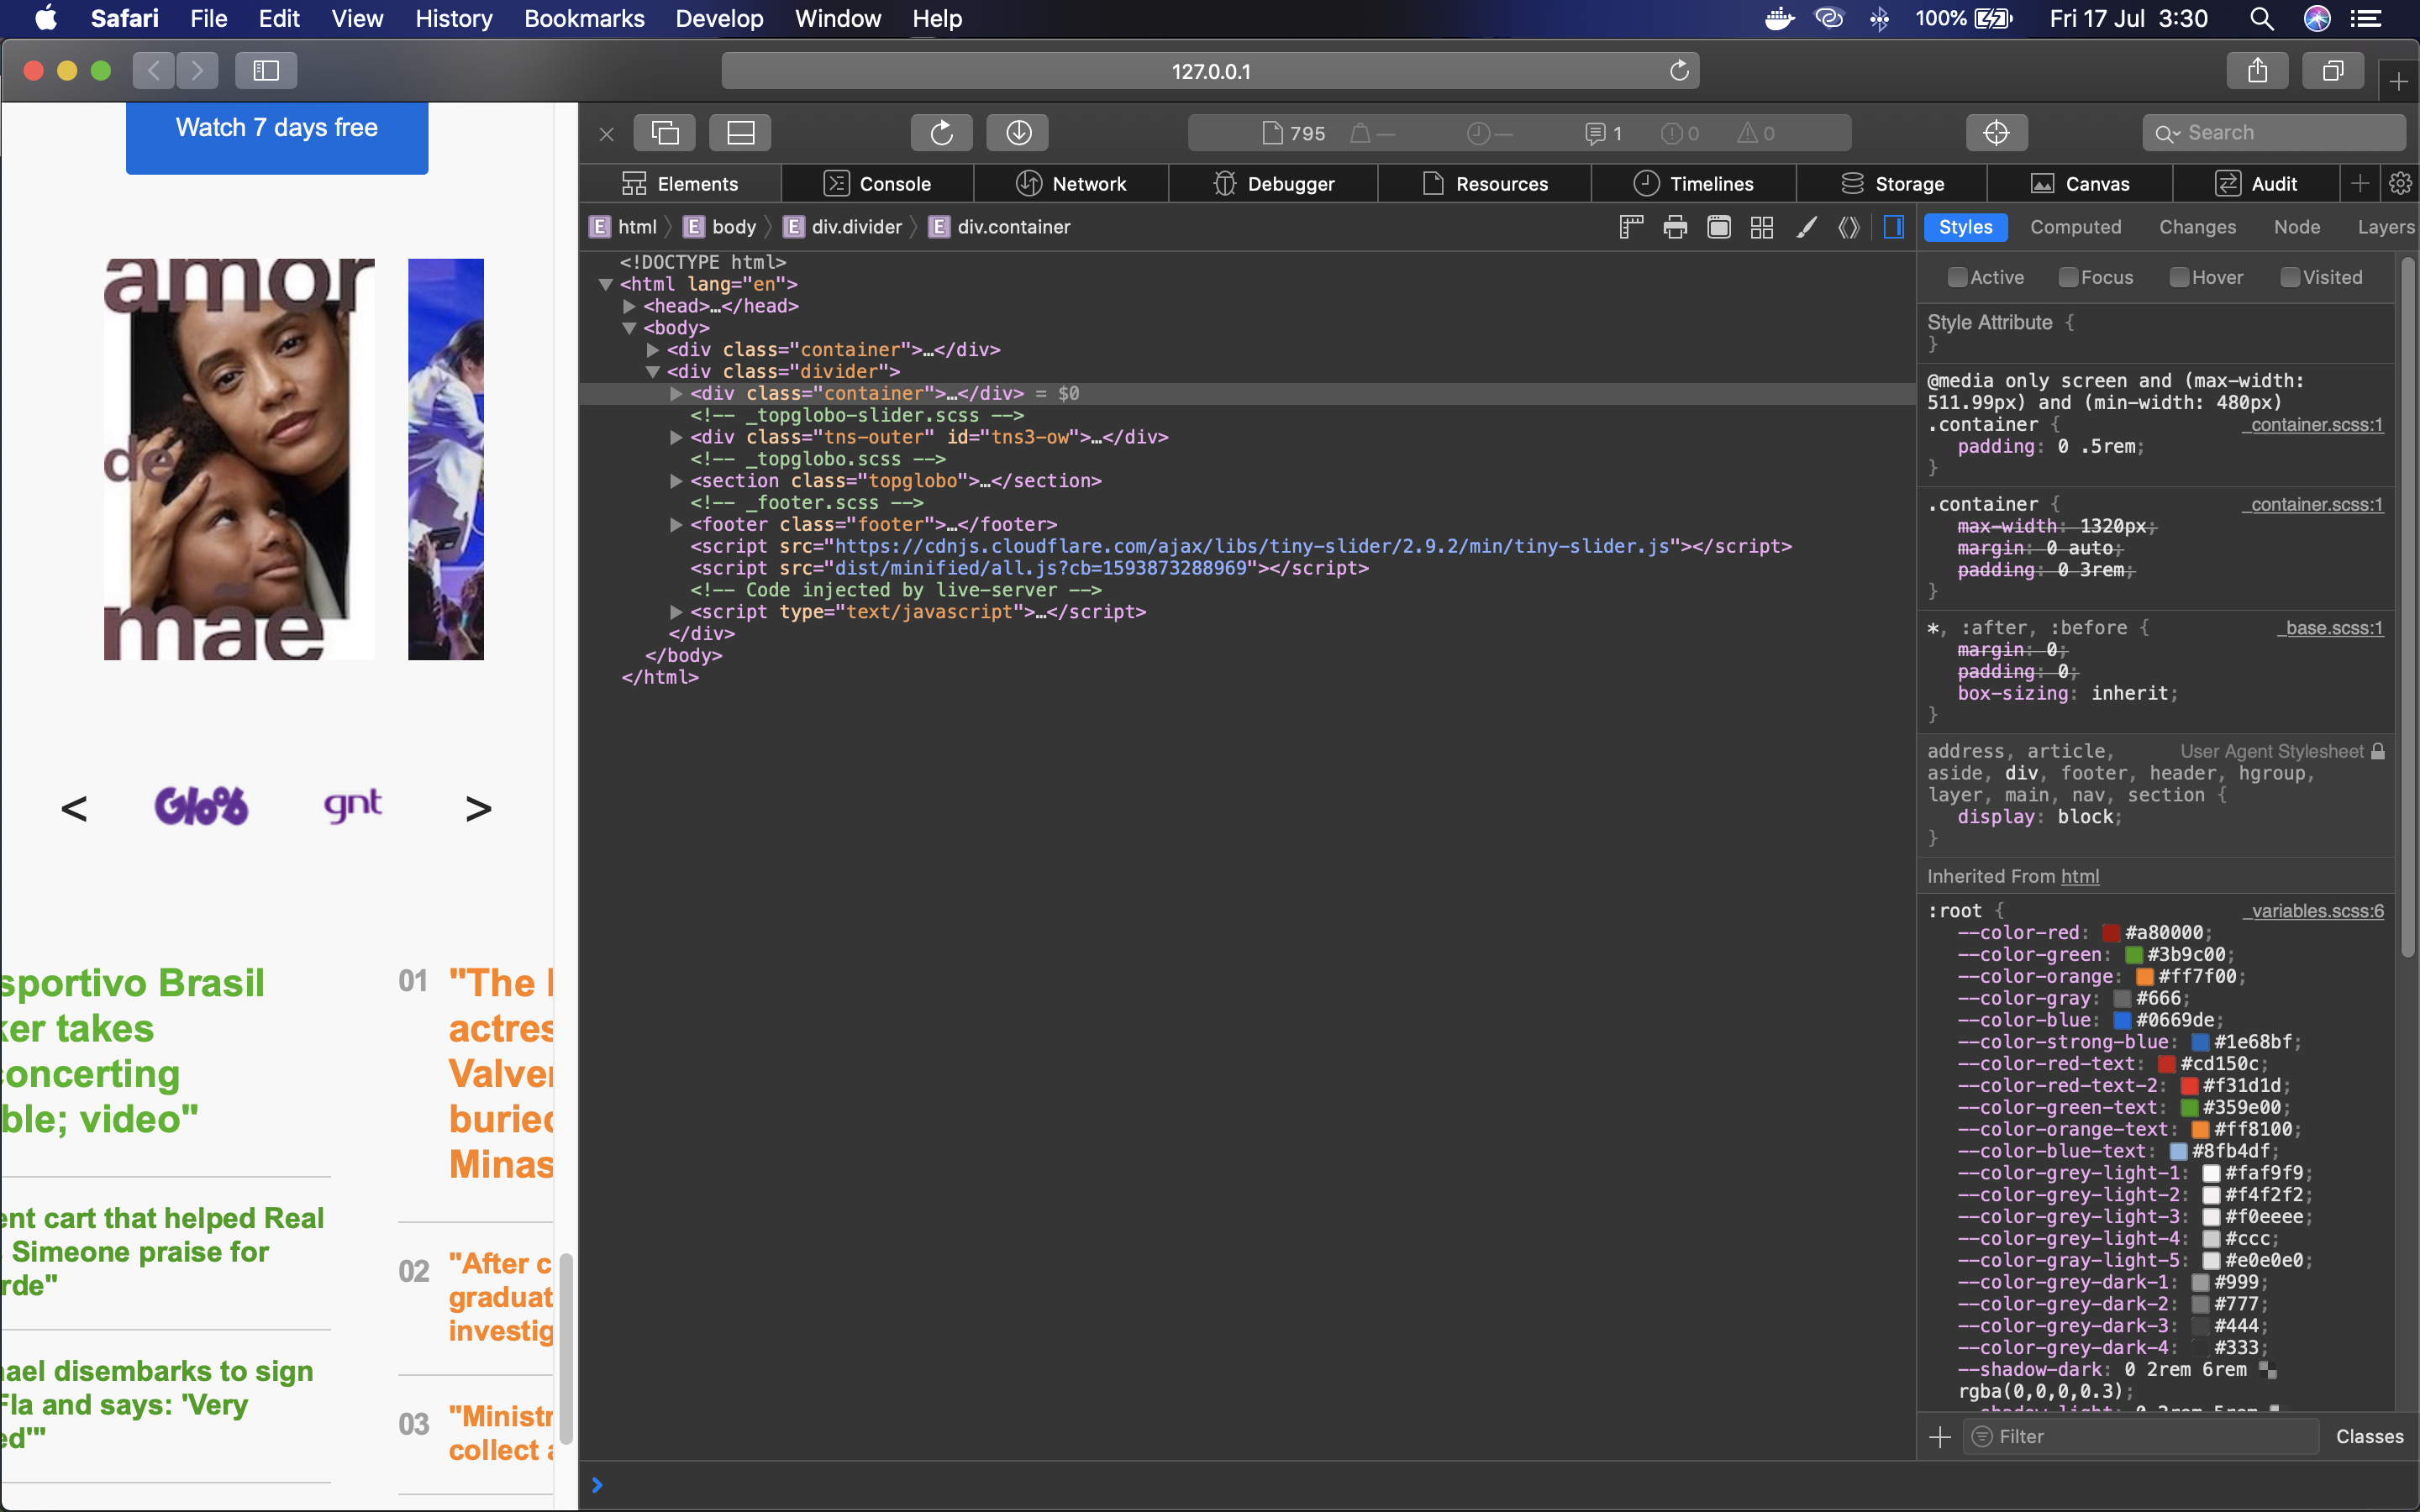 Safari File Edit View History Bookmarks Develop Window Help 100% Fri 17 Jul 3:30
127.0.0.1
Watch 7 days free
795 — — 1 0 0 Search
Elements Console Network Debugger Resources Timelines Storage Canvas Audit
E html E body E div.divider E div.container
Styles Computed Changes Node Layers
Active Focus Hover Visited
amor
de
mãe
< Gloob gnt >
sportivo Brasil
ker takes
concerting
ble; video"
ent cart that helped Real
Simeone praise for
rde"
ael disembarks to sign
Fla and says: 'Very
ed'"
01 "The
actres
Valver
buried
Minas
02 "After c
graduat
investig
03 "Ministr
collect a
<!DOCTYPE html>
<html lang="en">
<head>…</head>
<body>
<div class="container">…</div>
<div class="divider">
<div class="container">…</div> = $0
<!-- _topglobo-slider.scss -->
<div class="tns-outer" id="tns3-ow">…</div>
<!-- _topglobo.scss -->
<section class="topglobo">…</section>
<!-- _footer.scss -->
<footer class="footer">…</footer>
<script src="https://cdnjs.cloudflare.com/ajax/libs/tiny-slider/2.9.2/min/tiny-slider.js"></script>
<script src="dist/minified/all.js?cb=1593873288969"></script>
<!-- Code injected by live-server -->
<script type="text/javascript">…</script>
</div>
</body>
</html>
Style Attribute {
}
@media only screen and (max-width:
511.99px) and (min-width: 480px)
.container { _container.scss:1
padding: 0 .5rem;
}
.container { _container.scss:1
max-width: 1320px;
margin: 0 auto;
padding: 0 3rem;
}
*, :after, :before { _base.scss:1
margin: 0;
padding: 0;
box-sizing: inherit;
}
address, article, User Agent Stylesheet
aside, div, footer, header, hgroup,
layer, main, nav, section {
display: block;
}
Inherited From html
:root { _variables.scss:6
--color-red: #a80000;
--color-green: #3b9c00;
--color-orange: #ff7f00;
--color-gray: #666;
--color-blue: #0669de;
--color-strong-blue: #1e68bf;
--color-red-text: #cd150c;
--color-red-text-2: #f31d1d;
--color-green-text: #359e00;
--color-orange-text: #ff8100;
--color-blue-text: #8fb4df;
--color-grey-light-1: #faf9f9;
--color-grey-light-2: #f4f2f2;
--color-grey-light-3: #f0eeee;
--color-grey-light-4: #ccc;
--color-gray-light-5: #e0e0e0;
--color-grey-dark-1: #999;
--color-grey-dark-2: #777;
--color-grey-dark-3: #444;
--color-grey-dark-4: #333;
--shadow-dark: 0 2rem 6rem
rgba(0,0,0,0.3);
--shadow-light: 0 2rem 5rem
Filter Classes